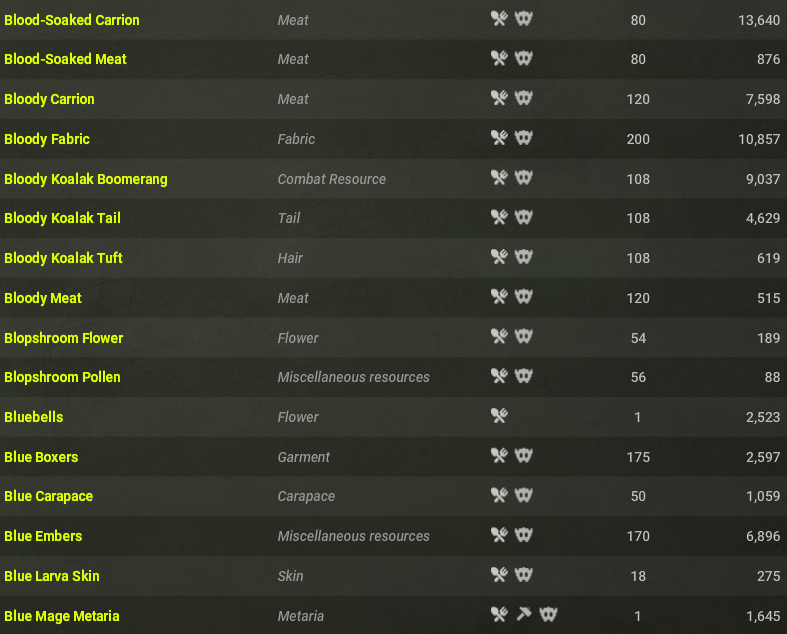 Blood-Soaked Carrion Meat 80 13,640
Blood-Soaked Meat Meat 80 876
Bloody Carrion Meat 120 7,598
Bloody Fabric Fabric 200 10,857
Bloody Koalak Boomerang Combat Resource 108 9,037
Bloody Koalak Tail Tail 108 4,629
Bloody Koalak Tuft Hair 108 619
Bloody Meat Meat 120 515
Blopshroom Flower Flower 54 189
Blopshroom Pollen Miscellaneous resources 56 88
Bluebells Flower 1 2,523
Blue Boxers Garment 175 2,597
Blue Carapace Carapace 50 1,059
Blue Embers Miscellaneous resources 170 6,896
Blue Larva Skin Skin 18 275
Blue Mage Metaria Metaria 1 1,645